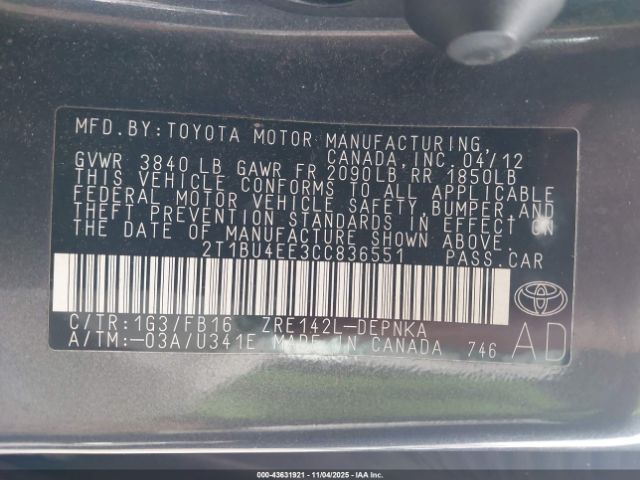 MFD. BY: TOYOTA MOTOR MANUFACTURING,
CANADA, INC. 04/12
GVWR 3840 LB GAWR FR 2090LB RR 1850LB
THIS VEHICLE CONFORMS TO ALL APPLICABLE
FEDERAL MOTOR VEHICLE SAFETY, BUMPER, AND
THEFT PREVENTION STANDARDS IN EFFECT ON
THE DATE OF MANUFACTURE SHOWN ABOVE.
2T1BU4EE3CC836551 PASS. CAR
C/TR: 1G3/FB16 ZRE142L-DEPNKA
A/TM: -03A/U341E MADE IN CANADA 746 AD
000-43631921 - 11/04/2025 - IAAI.COM